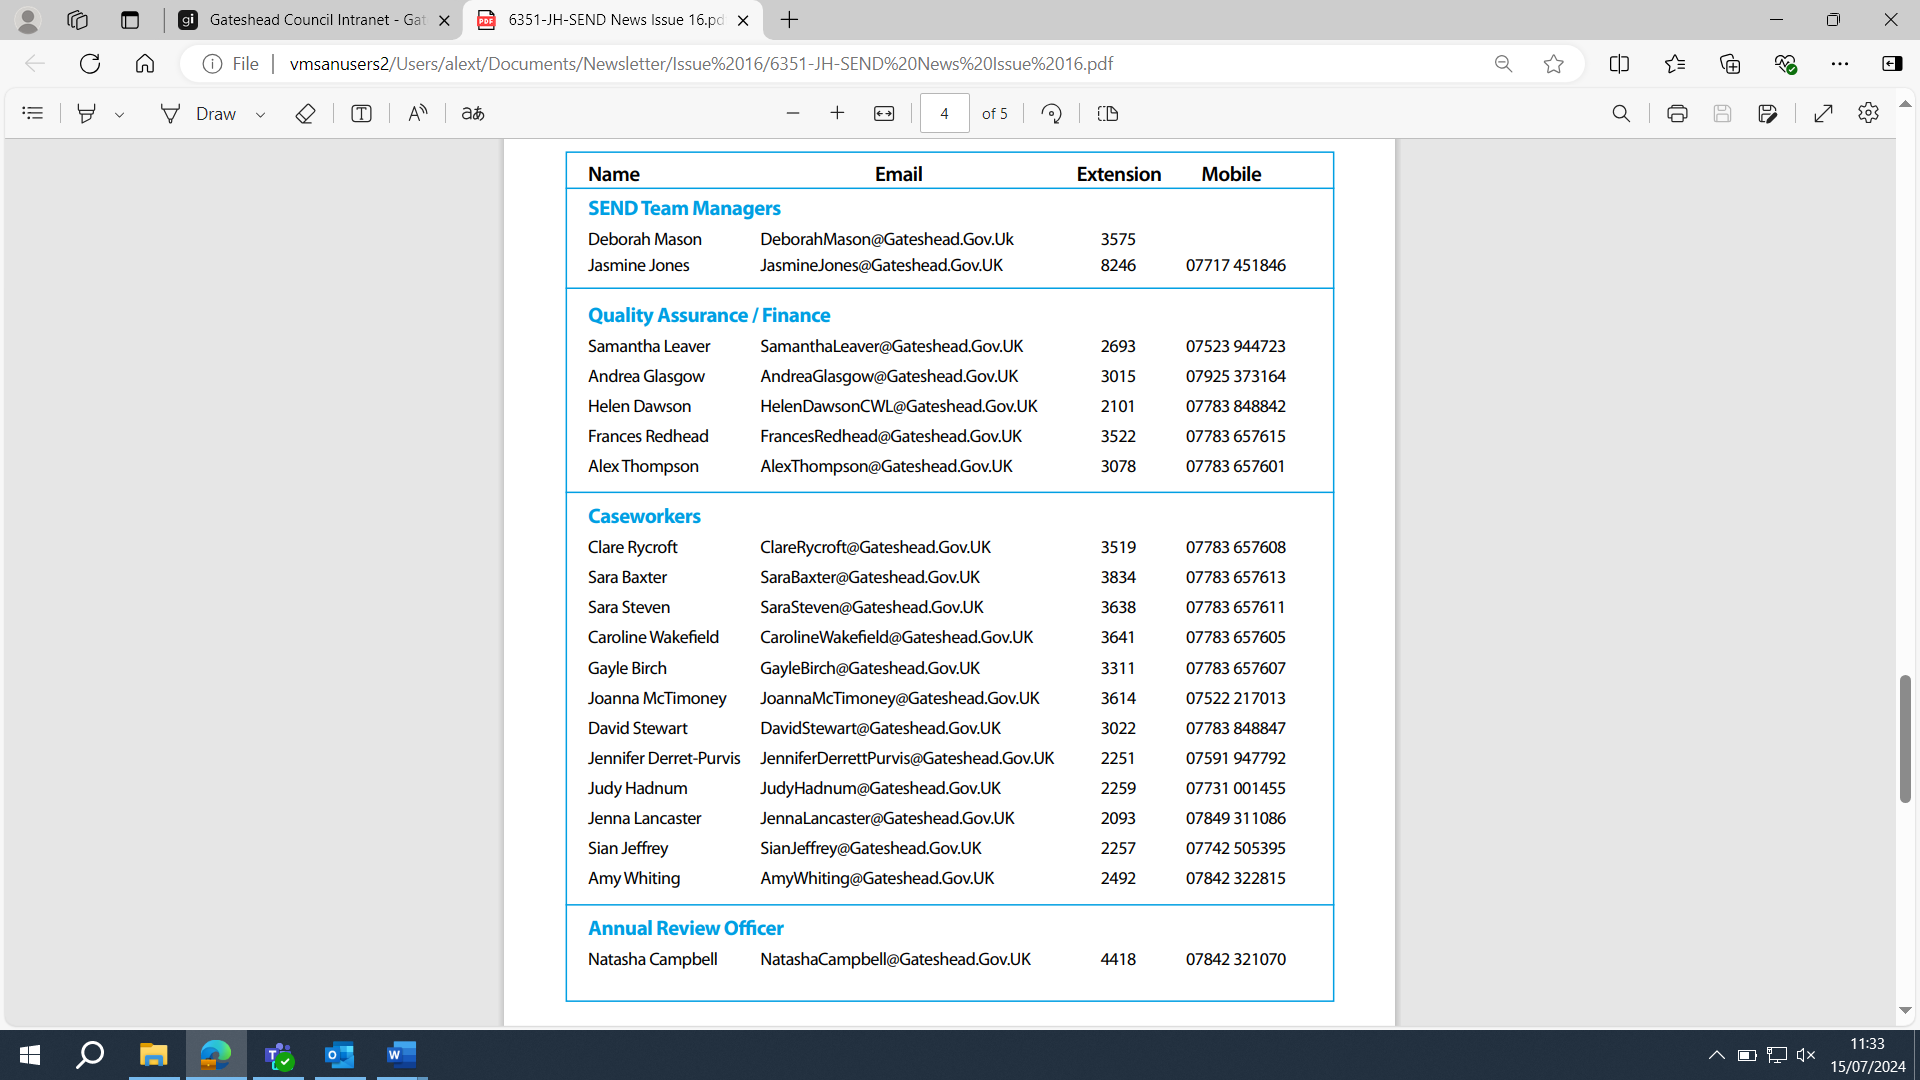 Gateshead Council Intranet - Gat
6351-JH-SEND News Issue 16.pd
File
vmsanusers2/Users/alext/Documents/Newsletter/Issue%2016/6351-JH-SEND%20News%20Issue%2016.pdf
Draw
4 of 5
Name Email Extension Mobile
SEND Team Managers
Deborah Mason DeborahMason@Gateshead.Gov.Uk 3575
Jasmine Jones JasmineJones@Gateshead.Gov.UK 8246 07717 451846
Quality Assurance / Finance
Samantha Leaver SamanthaLeaver@Gateshead.Gov.UK 2693 07523 944723
Andrea Glasgow AndreaGlasgow@Gateshead.Gov.UK 3015 07925 373164
Helen Dawson HelenDawsonCWL@Gateshead.Gov.UK 2101 07783 848842
Frances Redhead FrancesRedhead@Gateshead.Gov.UK 3522 07783 657615
Alex Thompson AlexThompson@Gateshead.Gov.UK 3078 07783 657601
Caseworkers
Clare Rycroft ClareRycroft@Gateshead.Gov.UK 3519 07783 657608
Sara Baxter SaraBaxter@Gateshead.Gov.UK 3834 07783 657613
Sara Steven SaraSteven@Gateshead.Gov.UK 3638 07783 657611
Caroline Wakefield CarolineWakefield@Gateshead.Gov.UK 3641 07783 657605
Gayle Birch GayleBirch@Gateshead.Gov.UK 3311 07783 657607
Joanna McTimoney JoannaMcTimoney@Gateshead.Gov.UK 3614 07522 217013
David Stewart DavidStewart@Gateshead.Gov.UK 3022 07783 848847
Jennifer Derret-Purvis JenniferDerrettPurvis@Gateshead.Gov.UK 2251 07591 947792
Judy Hadnum JudyHadnum@Gateshead.Gov.UK 2259 07731 001455
Jenna Lancaster JennaLancaster@Gateshead.Gov.UK 2093 07849 311086
Sian Jeffrey SianJeffrey@Gateshead.Gov.UK 2257 07742 505395
Amy Whiting AmyWhiting@Gateshead.Gov.UK 2492 07842 322815
Annual Review Officer
Natasha Campbell NatashaCampbell@Gateshead.Gov.UK 4418 07842 321070
11:33
15/07/2024